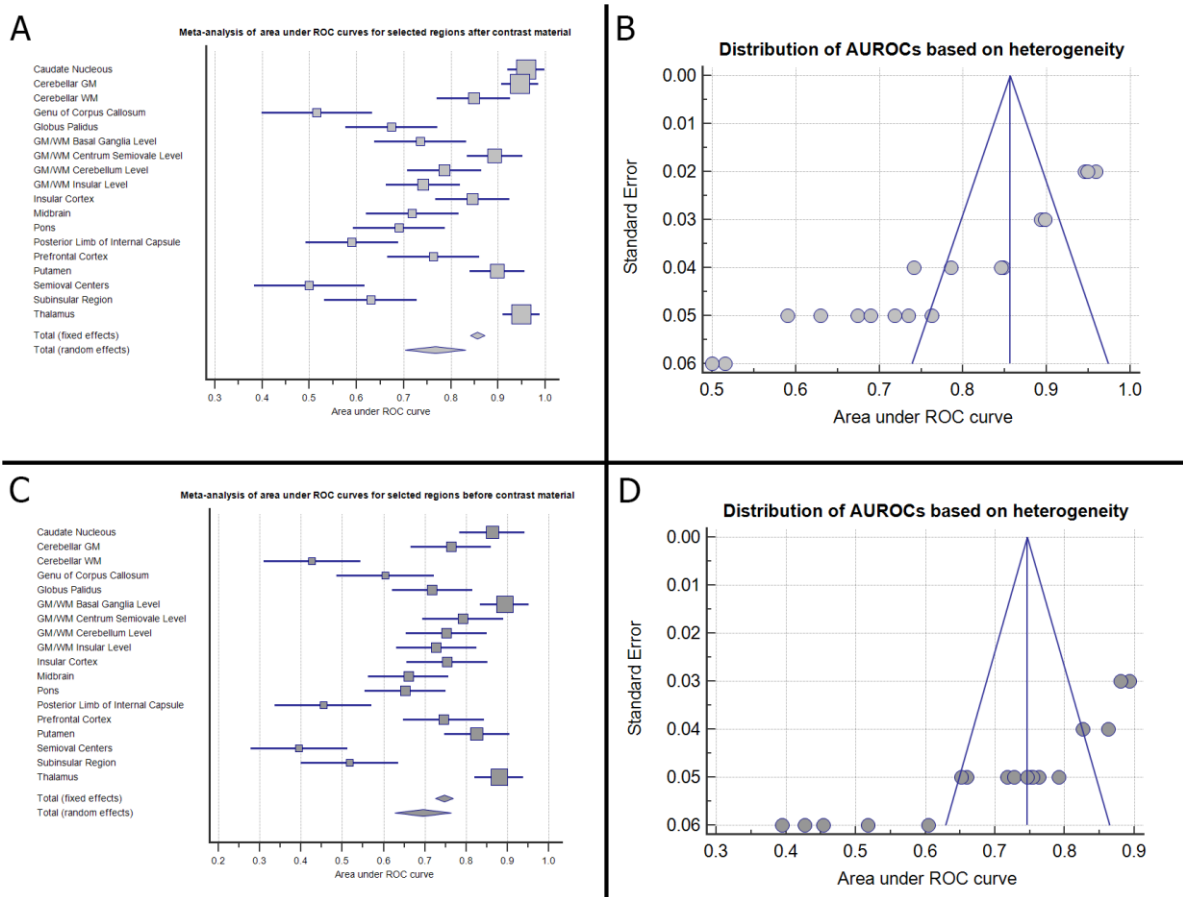 A
Meta-analysis of area under ROC curves for selected regions after contrast material
Caudate Nucleous
Cerebellar GM
Cerebellar WM
Genu of Corpus Callosum
Globus Palidus
GM/WM Basal Ganglia Level
GM/WM Centrum Semiovale Level
GM/WM Cerebellum Level
GM/WM Insular Level
Insular Cortex
Midbrain
Pons
Posterior Limb of Internal Capsule
Prefrontal Cortex
Putamen
Semioval Centers
Subinsular Region
Thalamus
Total (fixed effects)
Total (random effects)
0.3 0.4 0.5 0.6 0.7 0.8 0.9 1.0
Area under ROC curve
B
Distribution of AUROCs based on heterogeneity
Standard Error
0.00
0.01
0.02
0.03
0.04
0.05
0.06
0.5 0.6 0.7 0.8 0.9 1.0
Area under ROC curve
C
Meta-analysis of area under ROC curves for selcted regions before contrast material
Caudate Nucleous
Cerebellar GM
Cerebellar WM
Genu of Corpus Callosum
Globus Palidus
GM/WM Basal Ganglia Level
GM/WM Centrum Semiovale Level
GM/WM Cerebellum Level
GM/WM Insular Level
Insular Cortex
Midbrain
Pons
Posterior Limb of Internal Capsule
Prefrontal Cortex
Putamen
Semioval Centers
Subinsular Region
Thalamus
Total (fixed effects)
Total (random effects)
0.2 0.3 0.4 0.5 0.6 0.7 0.8 0.9 1.0
Area under ROC curve
D
Distribution of AUROCs based on heterogeneity
Standard Error
0.00
0.01
0.02
0.03
0.04
0.05
0.06
0.3 0.4 0.5 0.6 0.7 0.8 0.9
Area under ROC curve